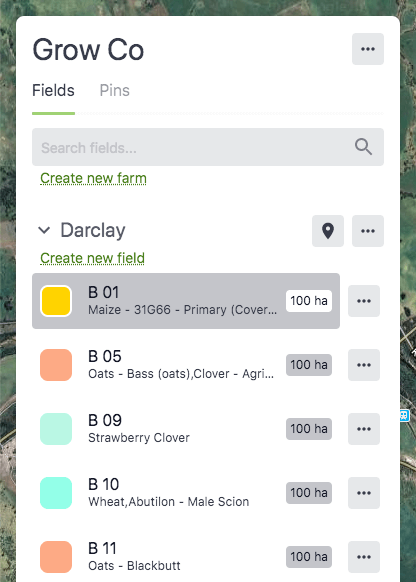 Grow Co
Fields Pins
Search fields...
Create new farm
Darclay
Create new field
B 01
Maize - 31G66 - Primary (Cover...
100 ha
B 05
Oats - Bass (oats),Clover - Agri...
100 ha
B 09
Strawberry Clover
100 ha
B 10
Wheat,Abutilon - Male Scion
100 ha
B 11
Oats - Blackbutt
100 ha